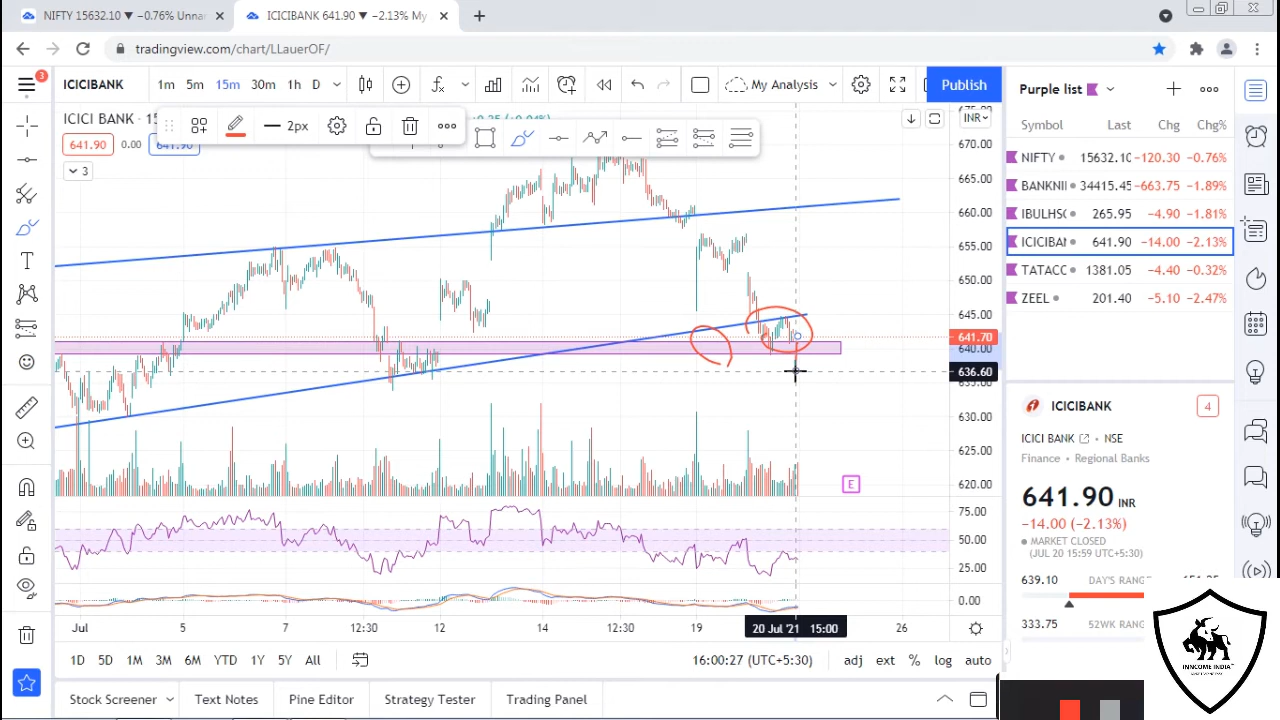 NIFTY 15632.10 ▼ −0.76% Unna
ICICIBANK 641.90 ▼ −2.13% My
tradingview.com/chart/LLauerOF/
3
ICICIBANK 1m 5m 15m 30m 1h D My Analysis Publish
Purple list
ICICI BANK · 15
INR
2px
641.90 0.00 641.90
3
Symbol Last Chg Chg%
NIFTY 15632.10 −120.30 −0.76%
BANKNI 34415.45 −663.75 −1.89%
IBULHSG 265.95 −4.90 −1.81%
ICICIBAN 641.90 −14.00 −2.13%
TATACC 1381.05 −4.40 −0.32%
ZEEL 201.40 −5.10 −2.47%
670.00
665.00
660.00
655.00
650.00
645.00
641.70
640.00
636.60
635.00
630.00
625.00
620.00
75.00
50.00
25.00
0.00
E
ICICIBANK 4
ICICI BANK · NSE
Finance · Regional Banks
641.90 INR
−14.00 (−2.13%)
MARKET CLOSED
(JUL 20 15:59 UTC+5:30)
639.10 DAY'S RANGE
333.75 52WK RANG
Jul 5 7 12:30 12 14 12:30 19 20 Jul '21 15:00 26
1D 5D 1M 3M 6M YTD 1Y 5Y All 16:00:27 (UTC+5:30) adj ext % log auto
Stock Screener Text Notes Pine Editor Strategy Tester Trading Panel
INNCOME INDIA